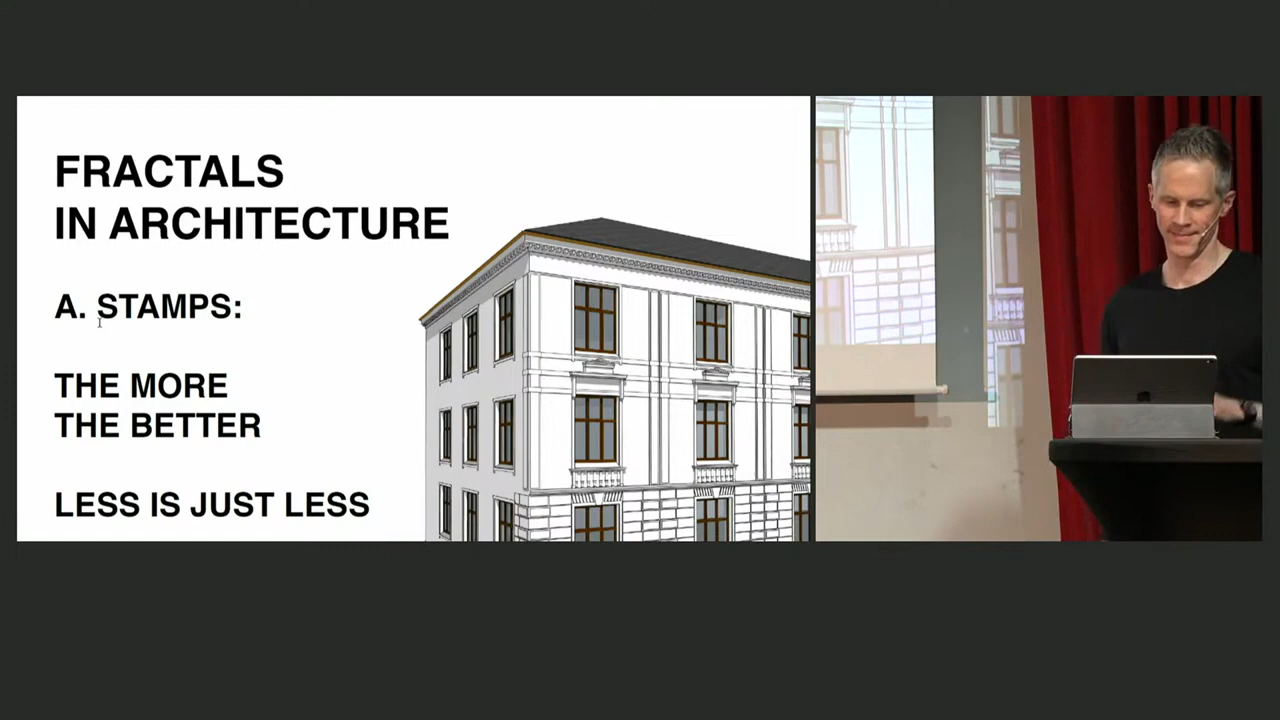 FRACTALS
IN ARCHITECTURE
A. STAMPS:
THE MORE
THE BETTER
LESS IS JUST LESS